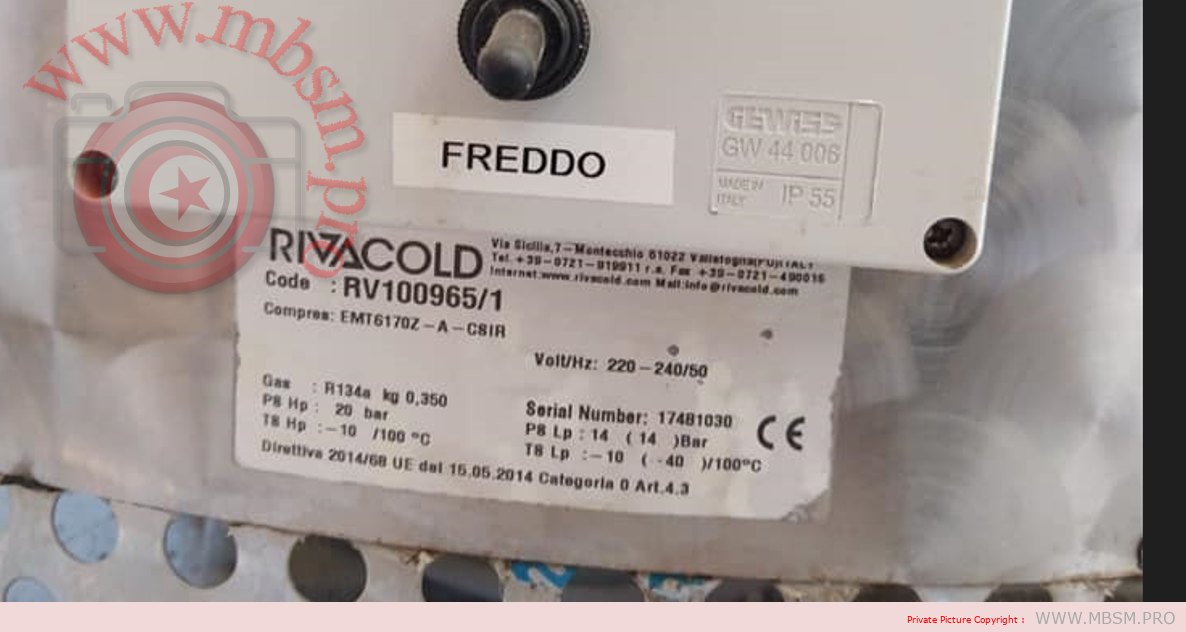 www.mbsm.pro
FREDDO
GEWISS
GW 44 006
MADE IN
ITALY
IP 55
RIVACOLD
Via Sicilia,7-Montecchio 61022 Vallefoglia(PU)ITALY
Tel. +39-0721-919911 r.a. Fax +39-0721-490016
Internet:www.rivacold.com Mail:info@rivacold.com
Code : RV100965/1
Compres: EMT6170Z-A-CSIR
Volt/Hz: 220-240/50
Gas : R134a kg 0,350
PS Hp : 20 bar
TS Hp :-10 /100 °C
Serial Number: 17481030
PS Lp : 14 ( 14 )Bar
TS Lp :-10 ( -40 )/100°C
CE
Direttiva 2014/68 UE del 15.05.2014 Categoria 0 Art.4.3
Private Picture Copyright : WWW.MBSM.PRO